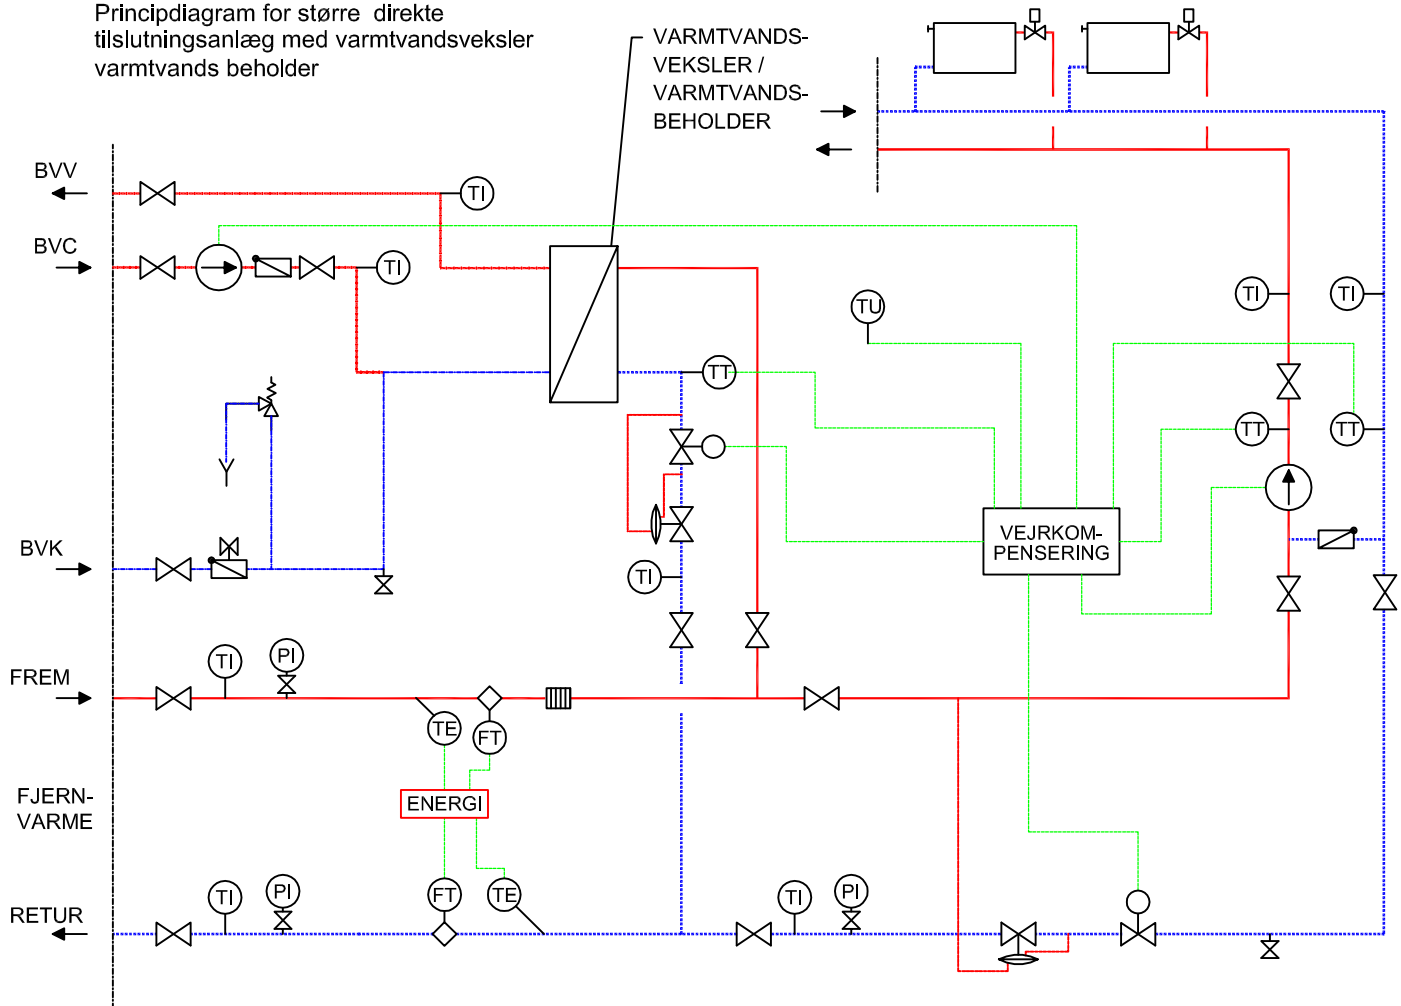 Principdiagram for større direkte
tilslutningsanlæg med varmtvandsveksler
varmtvands beholder
VARMTVANDS-
VEKSLER /
VARMTVANDS-
BEHOLDER
BVV
TI
BVC
TI
TI
TI
TU
TT
TT
TT
VEJRKOM-
PENSERING
BVK
TI
FREM
TI
PI
TE
FT
ENERGI
FJERN-
VARME
FT
TE
RETUR
TI
PI
TI
PI